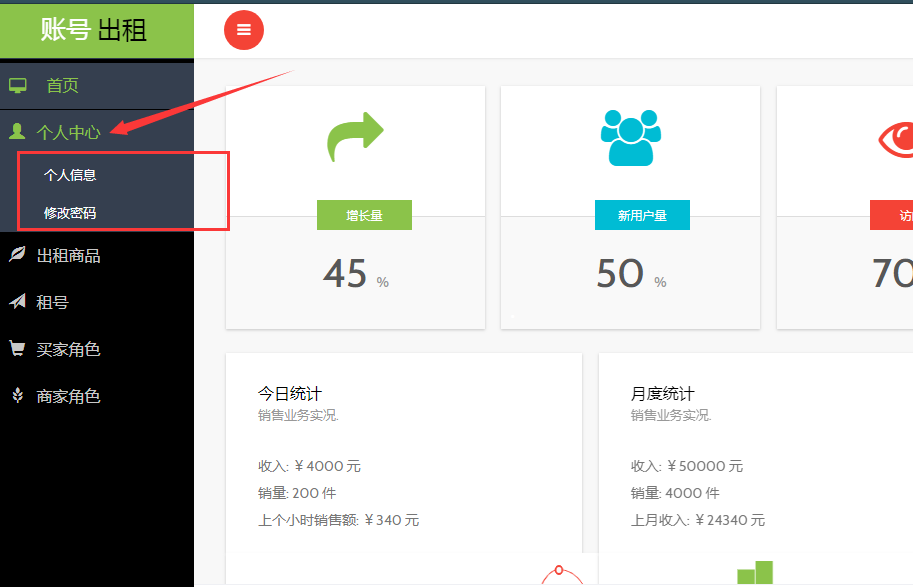 账号 出租
首页
个人中心
个人信息
修改密码
出租商品
租号
买家角色
商家角色
增长量
45 %
新用户量
50 %
访
70
今日统计
销售业务实况.
收入: ￥4000 元
销量: 200 件
上个小时销售额: ￥340 元
月度统计
销售业务实况.
收入: ￥50000 元
销量: 4000 件
上月收入: ￥24340 元